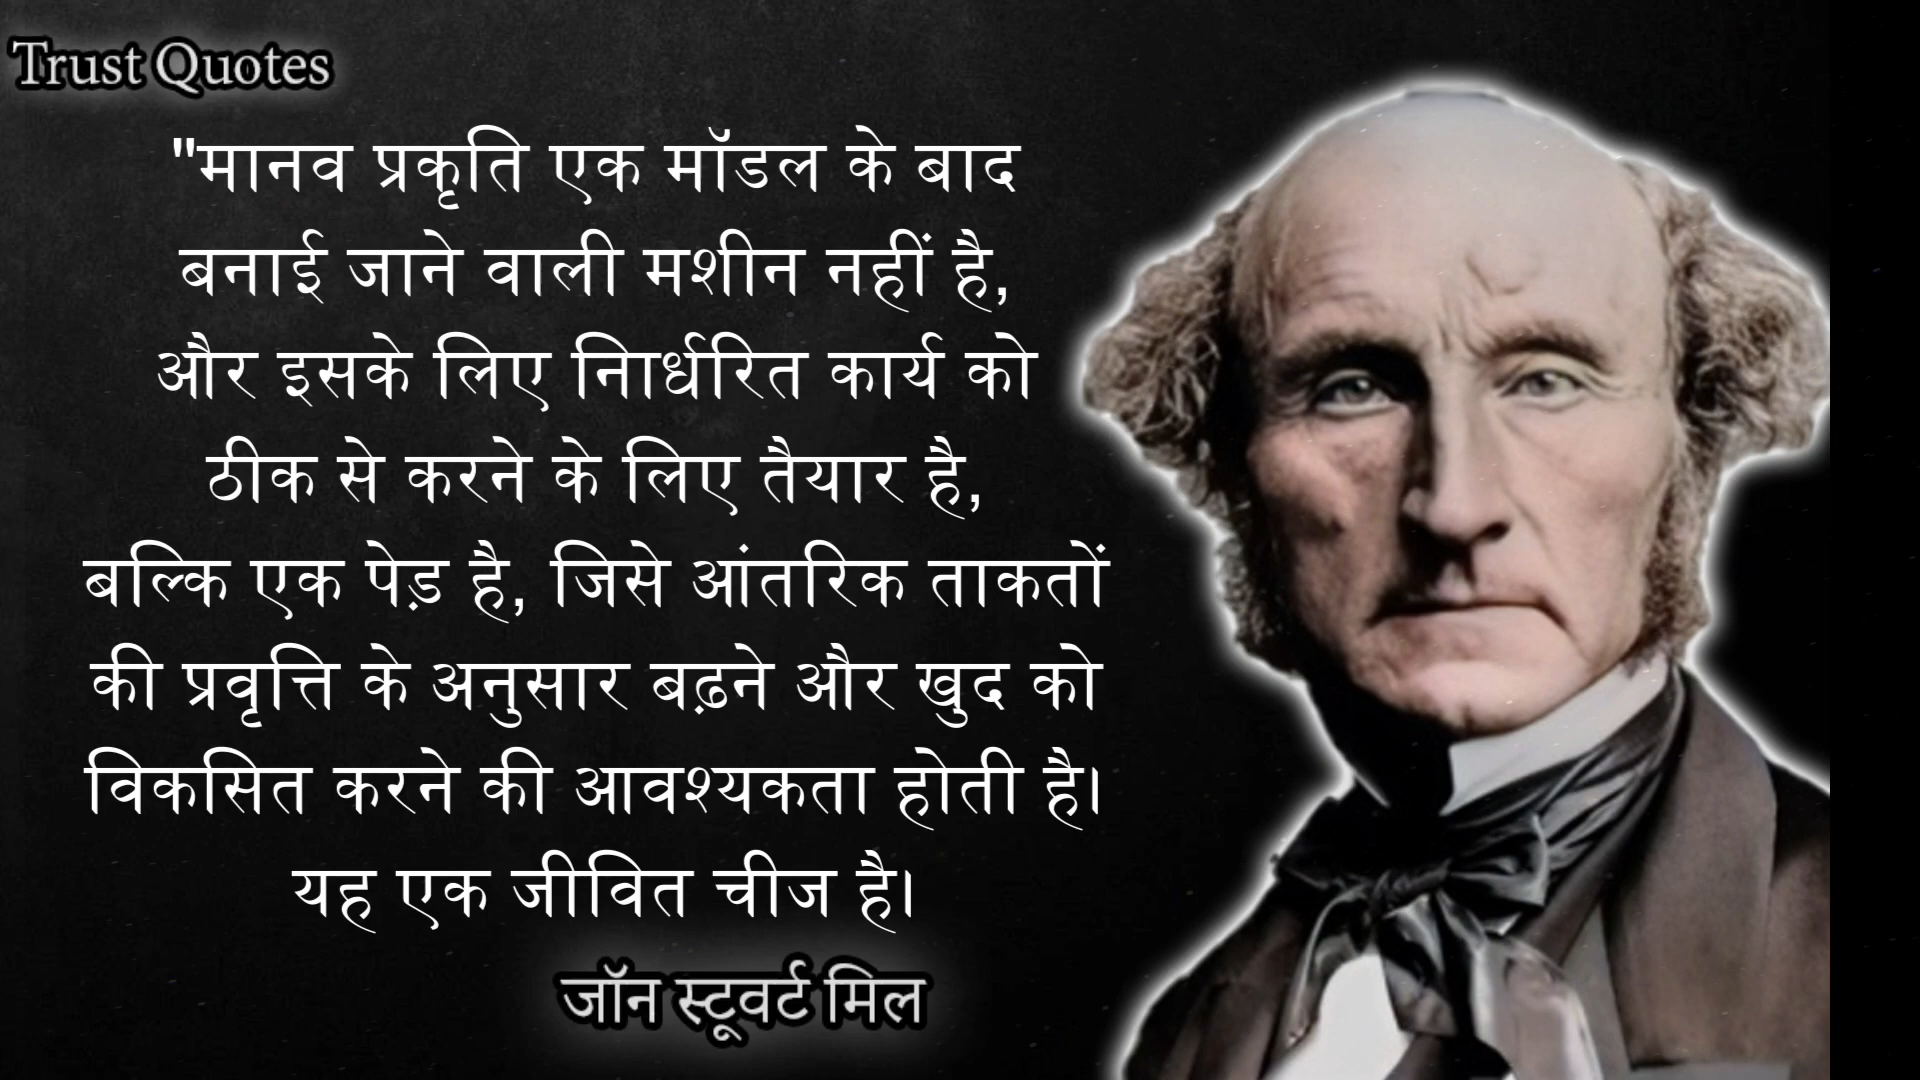 Trust Quotes
"मानव प्रकृति एक मॉडल के बाद
बनाई जाने वाली मशीन नहीं है,
और इसके लिए निार्धरित कार्य को
ठीक से करने के लिए तैयार है,
बल्कि एक पेड़ है, जिसे आंतरिक ताकतों
की प्रवृत्ति के अनुसार बढ़ने और खुद को
विकसित करने की आवश्यकता होती है।
यह एक जीवित चीज है।
जॉन स्टूवर्ट मिल